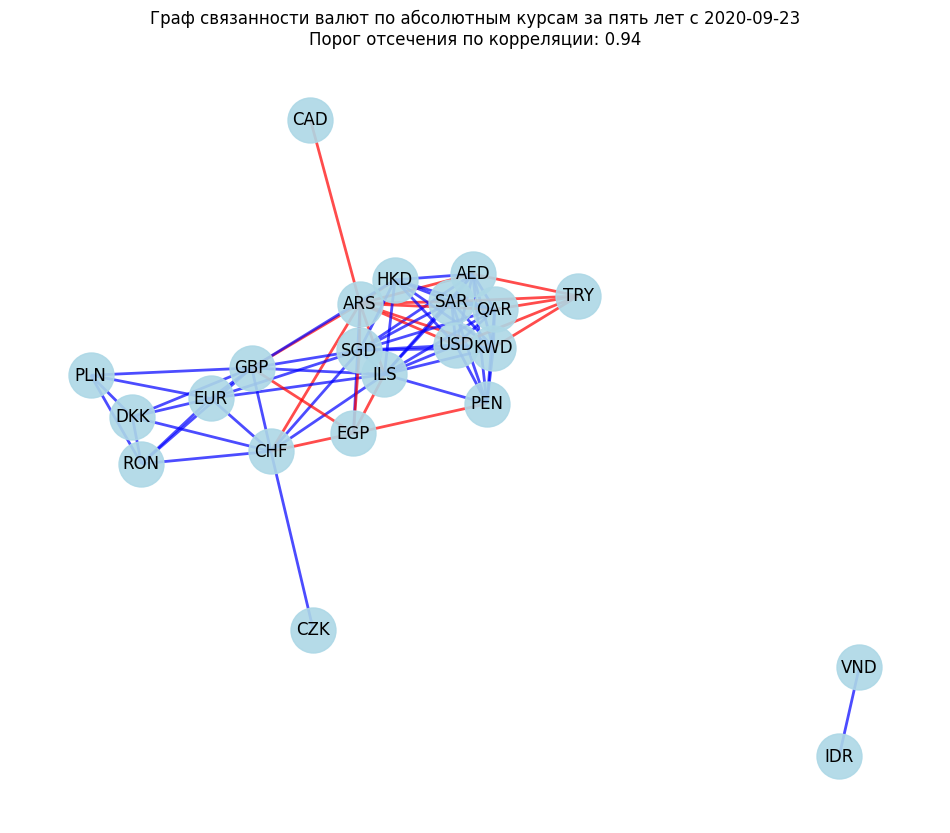 Граф связанности валют по абсолютным курсам за пять лет с 2020-09-23
Порог отсечения по корреляции: 0.94
CAD
HKD
AED
ARS
SAR
QAR
TRY
SGD
USD
KWD
PLN
GBP
ILS
DKK
EUR
PEN
RON
CHF
EGP
CZK
VND
IDR